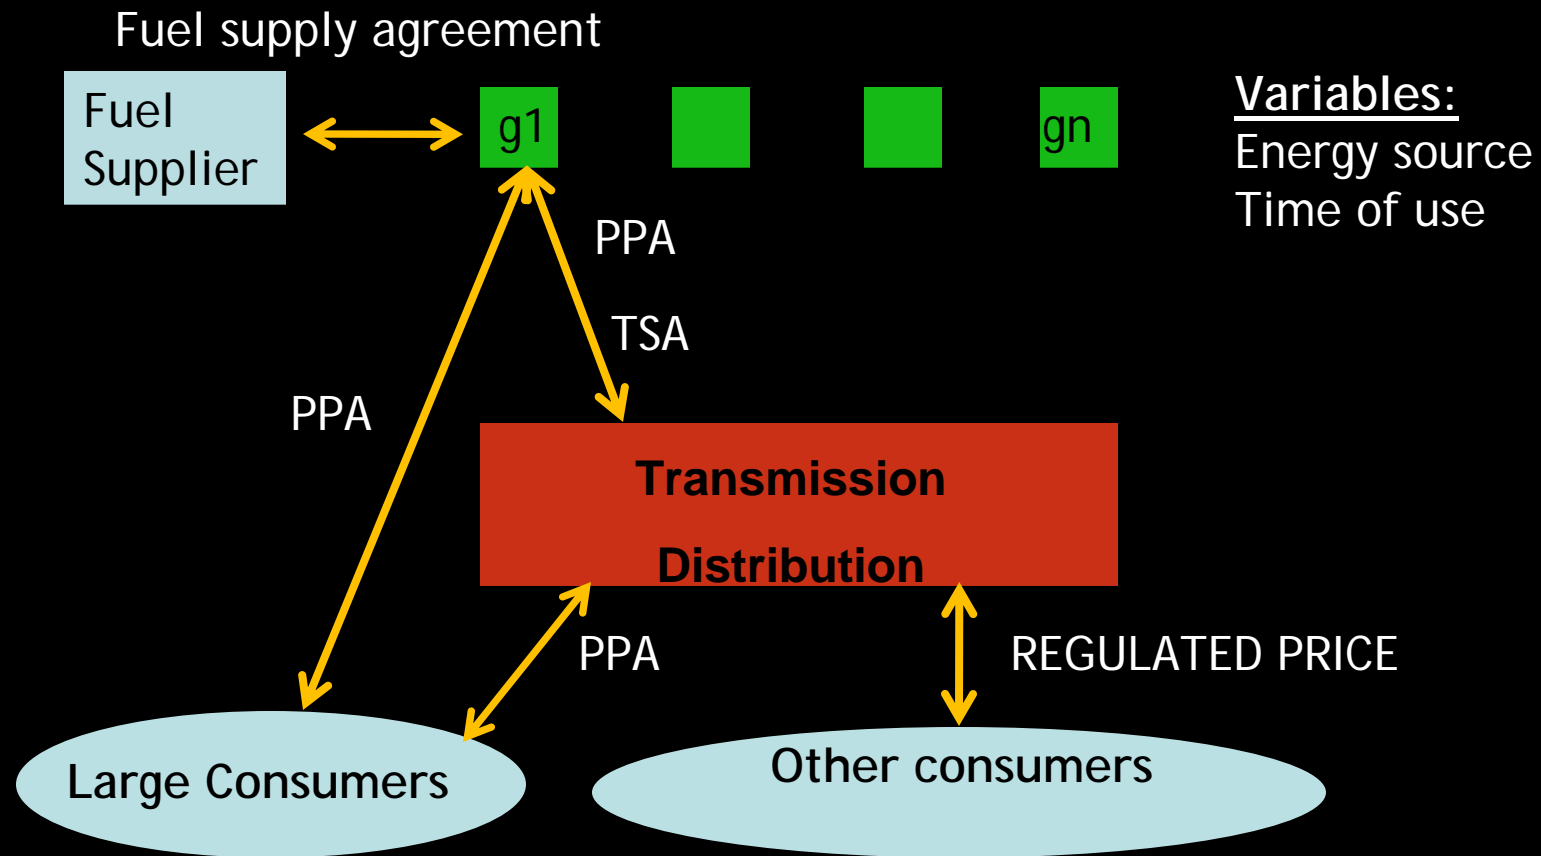 Fuel supply agreement
Fuel
Supplier
g1
gn
Variables:
Energy source
Time of use
PPA
TSA
PPA
Transmission
Distribution
PPA
REGULATED PRICE
Large Consumers
Other consumers